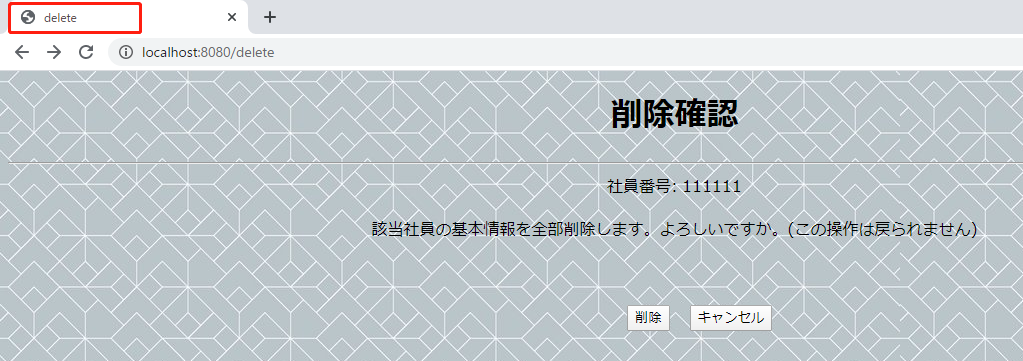 delete
localhost:8080/delete
削除確認
社員番号: 111111
該当社員の基本情報を全部削除します。よろしいですか。(この操作は戻られません)
削除 キャンセル